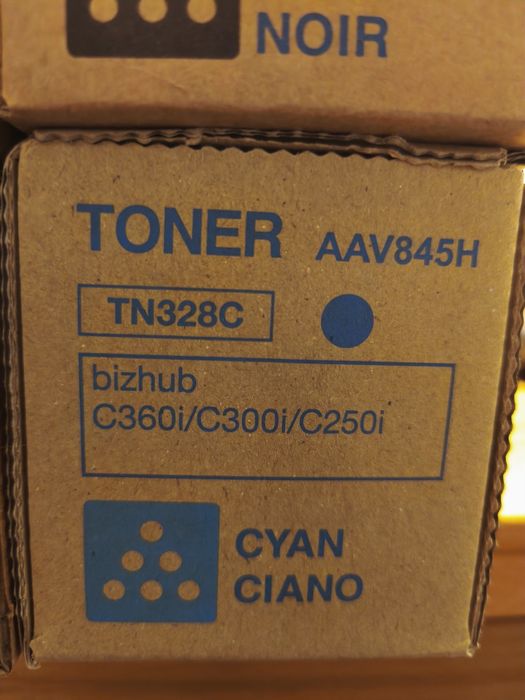 NOIR
TONER AAV845H
TN328C
bizhub
C360i/C300i/C250i
CYAN
CIANO